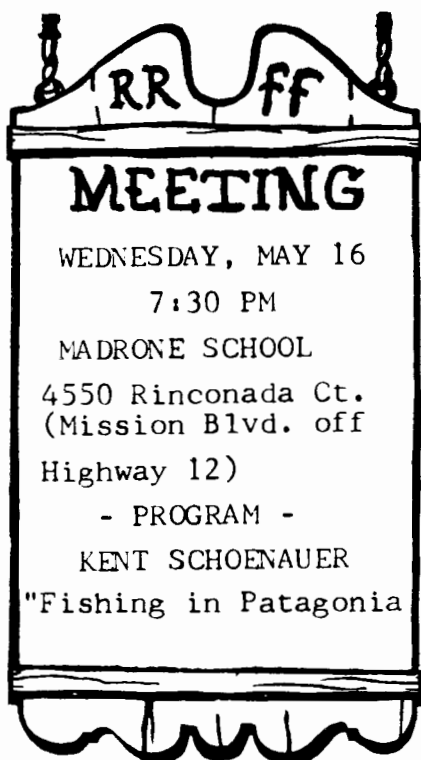 RR ff
MEETING
WEDNESDAY, MAY 16
7:30 PM
MADRONE SCHOOL
4550 Rinconada Ct.
(Mission Blvd. off
Highway 12)
- PROGRAM -
KENT SCHOENAUER
"Fishing in Patagonia